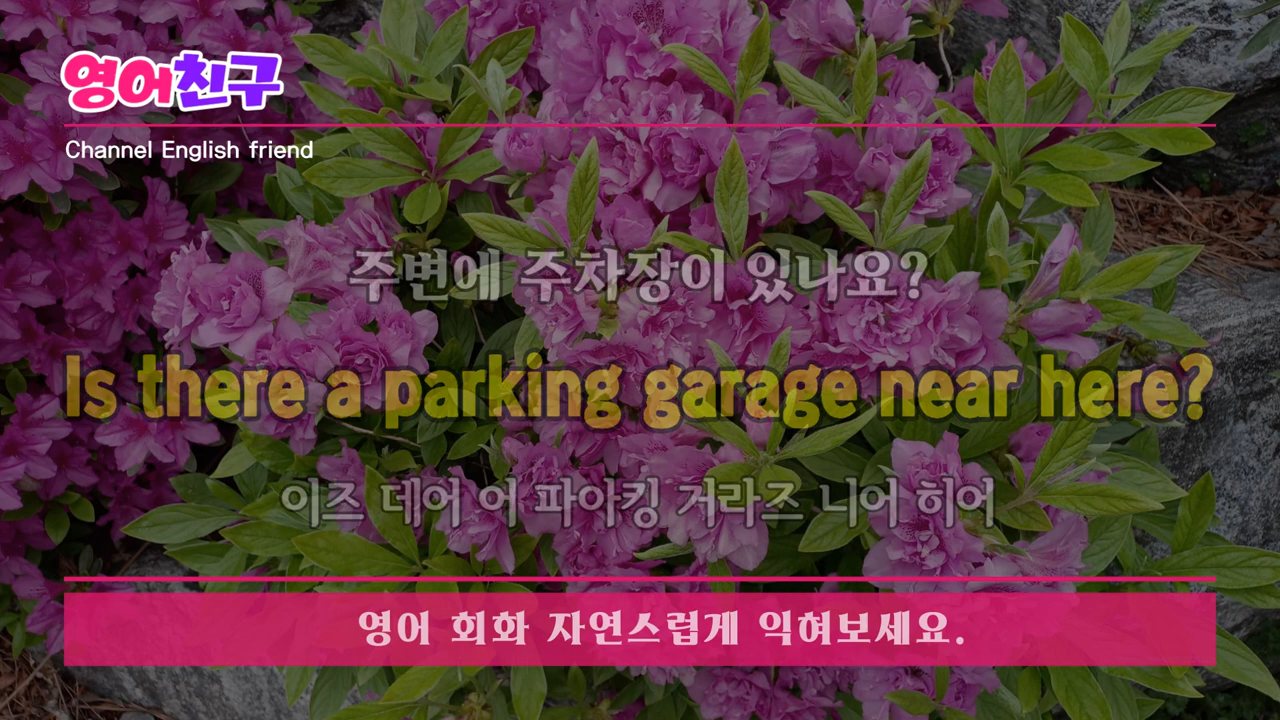 영어친구
Channel English friend
주변에 주차장이 있나요?
Is there a parking garage near here?
이즈 데어 어 파아킹 거라즈 니어 히어
영어 회화 자연스럽게 익혀보세요.